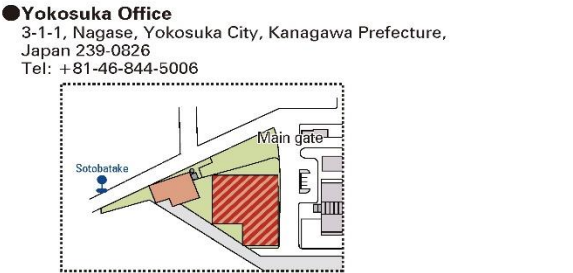 ●Yokosuka Office
3-1-1, Nagase, Yokosuka City, Kanagawa Prefecture,
Japan 239-0826
Tel: +81-46-844-5006
Main gate
Sotobatake